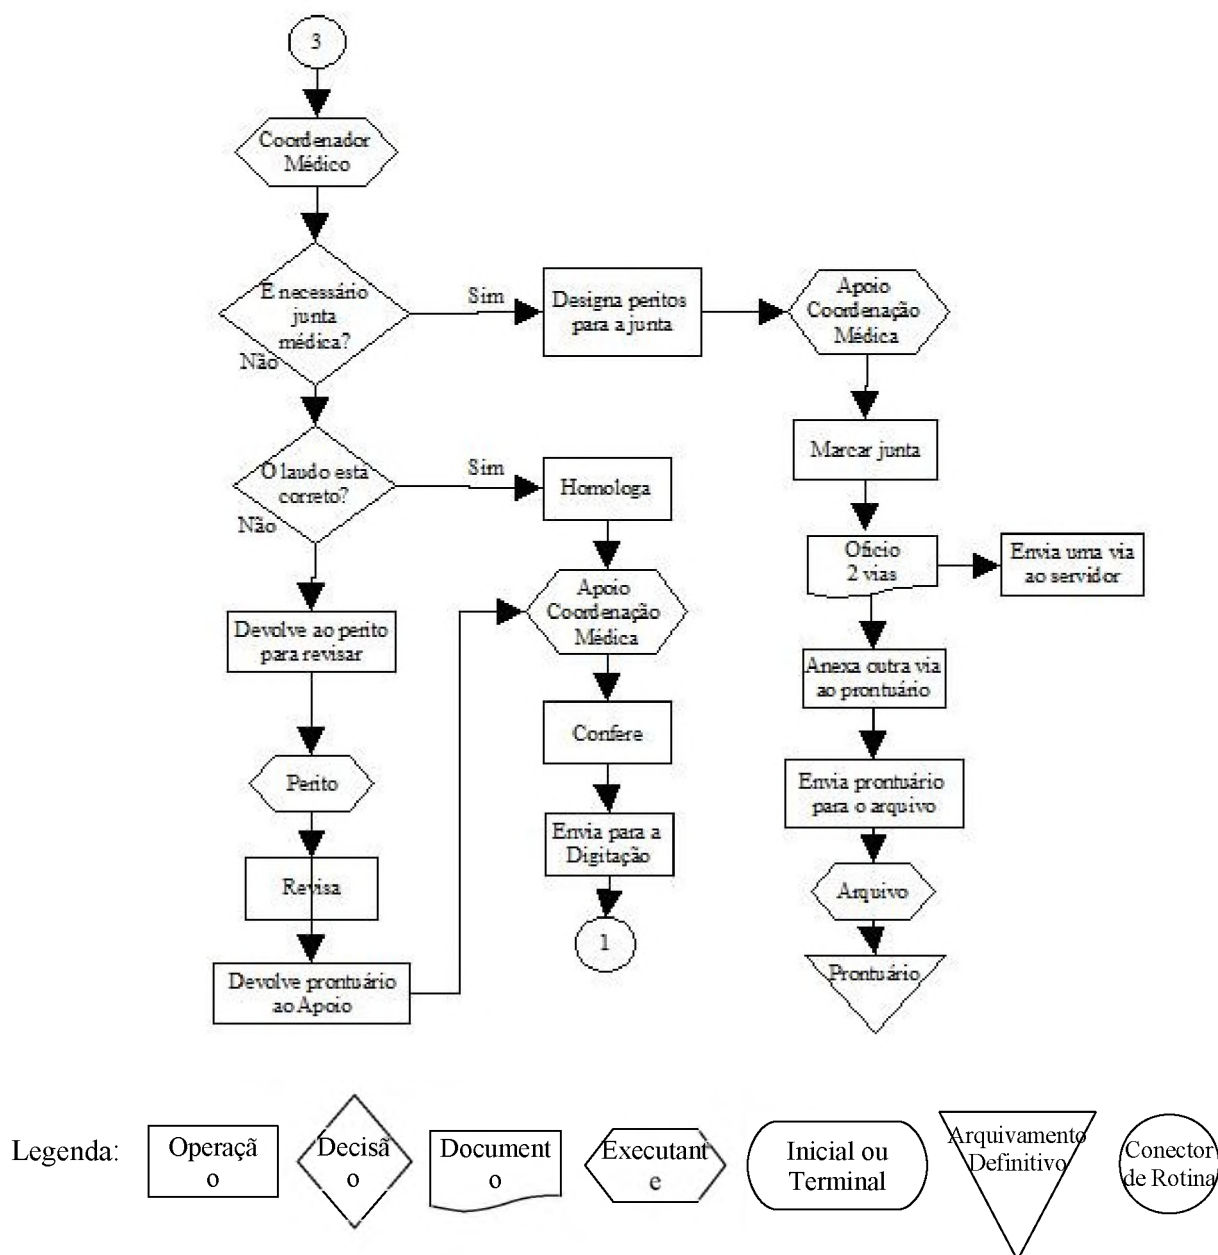 3
Coordenador
Médico
É necessário
junta
médica?
Sim
Não
Designa peritos
para a junta
Apoio
Coordenação
Médica
Marcar junta
Ofício
2 vias
Envia uma via
ao servidor
Anexa outra via
ao prontuário
Envia prontuário
para o arquivo
Arquivo
Prontuário
O laudo está
correto?
Sim
Não
Homologa
Apoio
Coordenação
Médica
Confere
Envia para a
Digitação
1
Devolve ao perito
para revisar
Perito
Revisa
Devolve prontuário
ao Apoio
Legenda:
Operaçã
o
Decisã
o
Document
o
Executant
e
Inicial ou
Terminal
Arquivamento
Definitivo
Conector
de Rotina